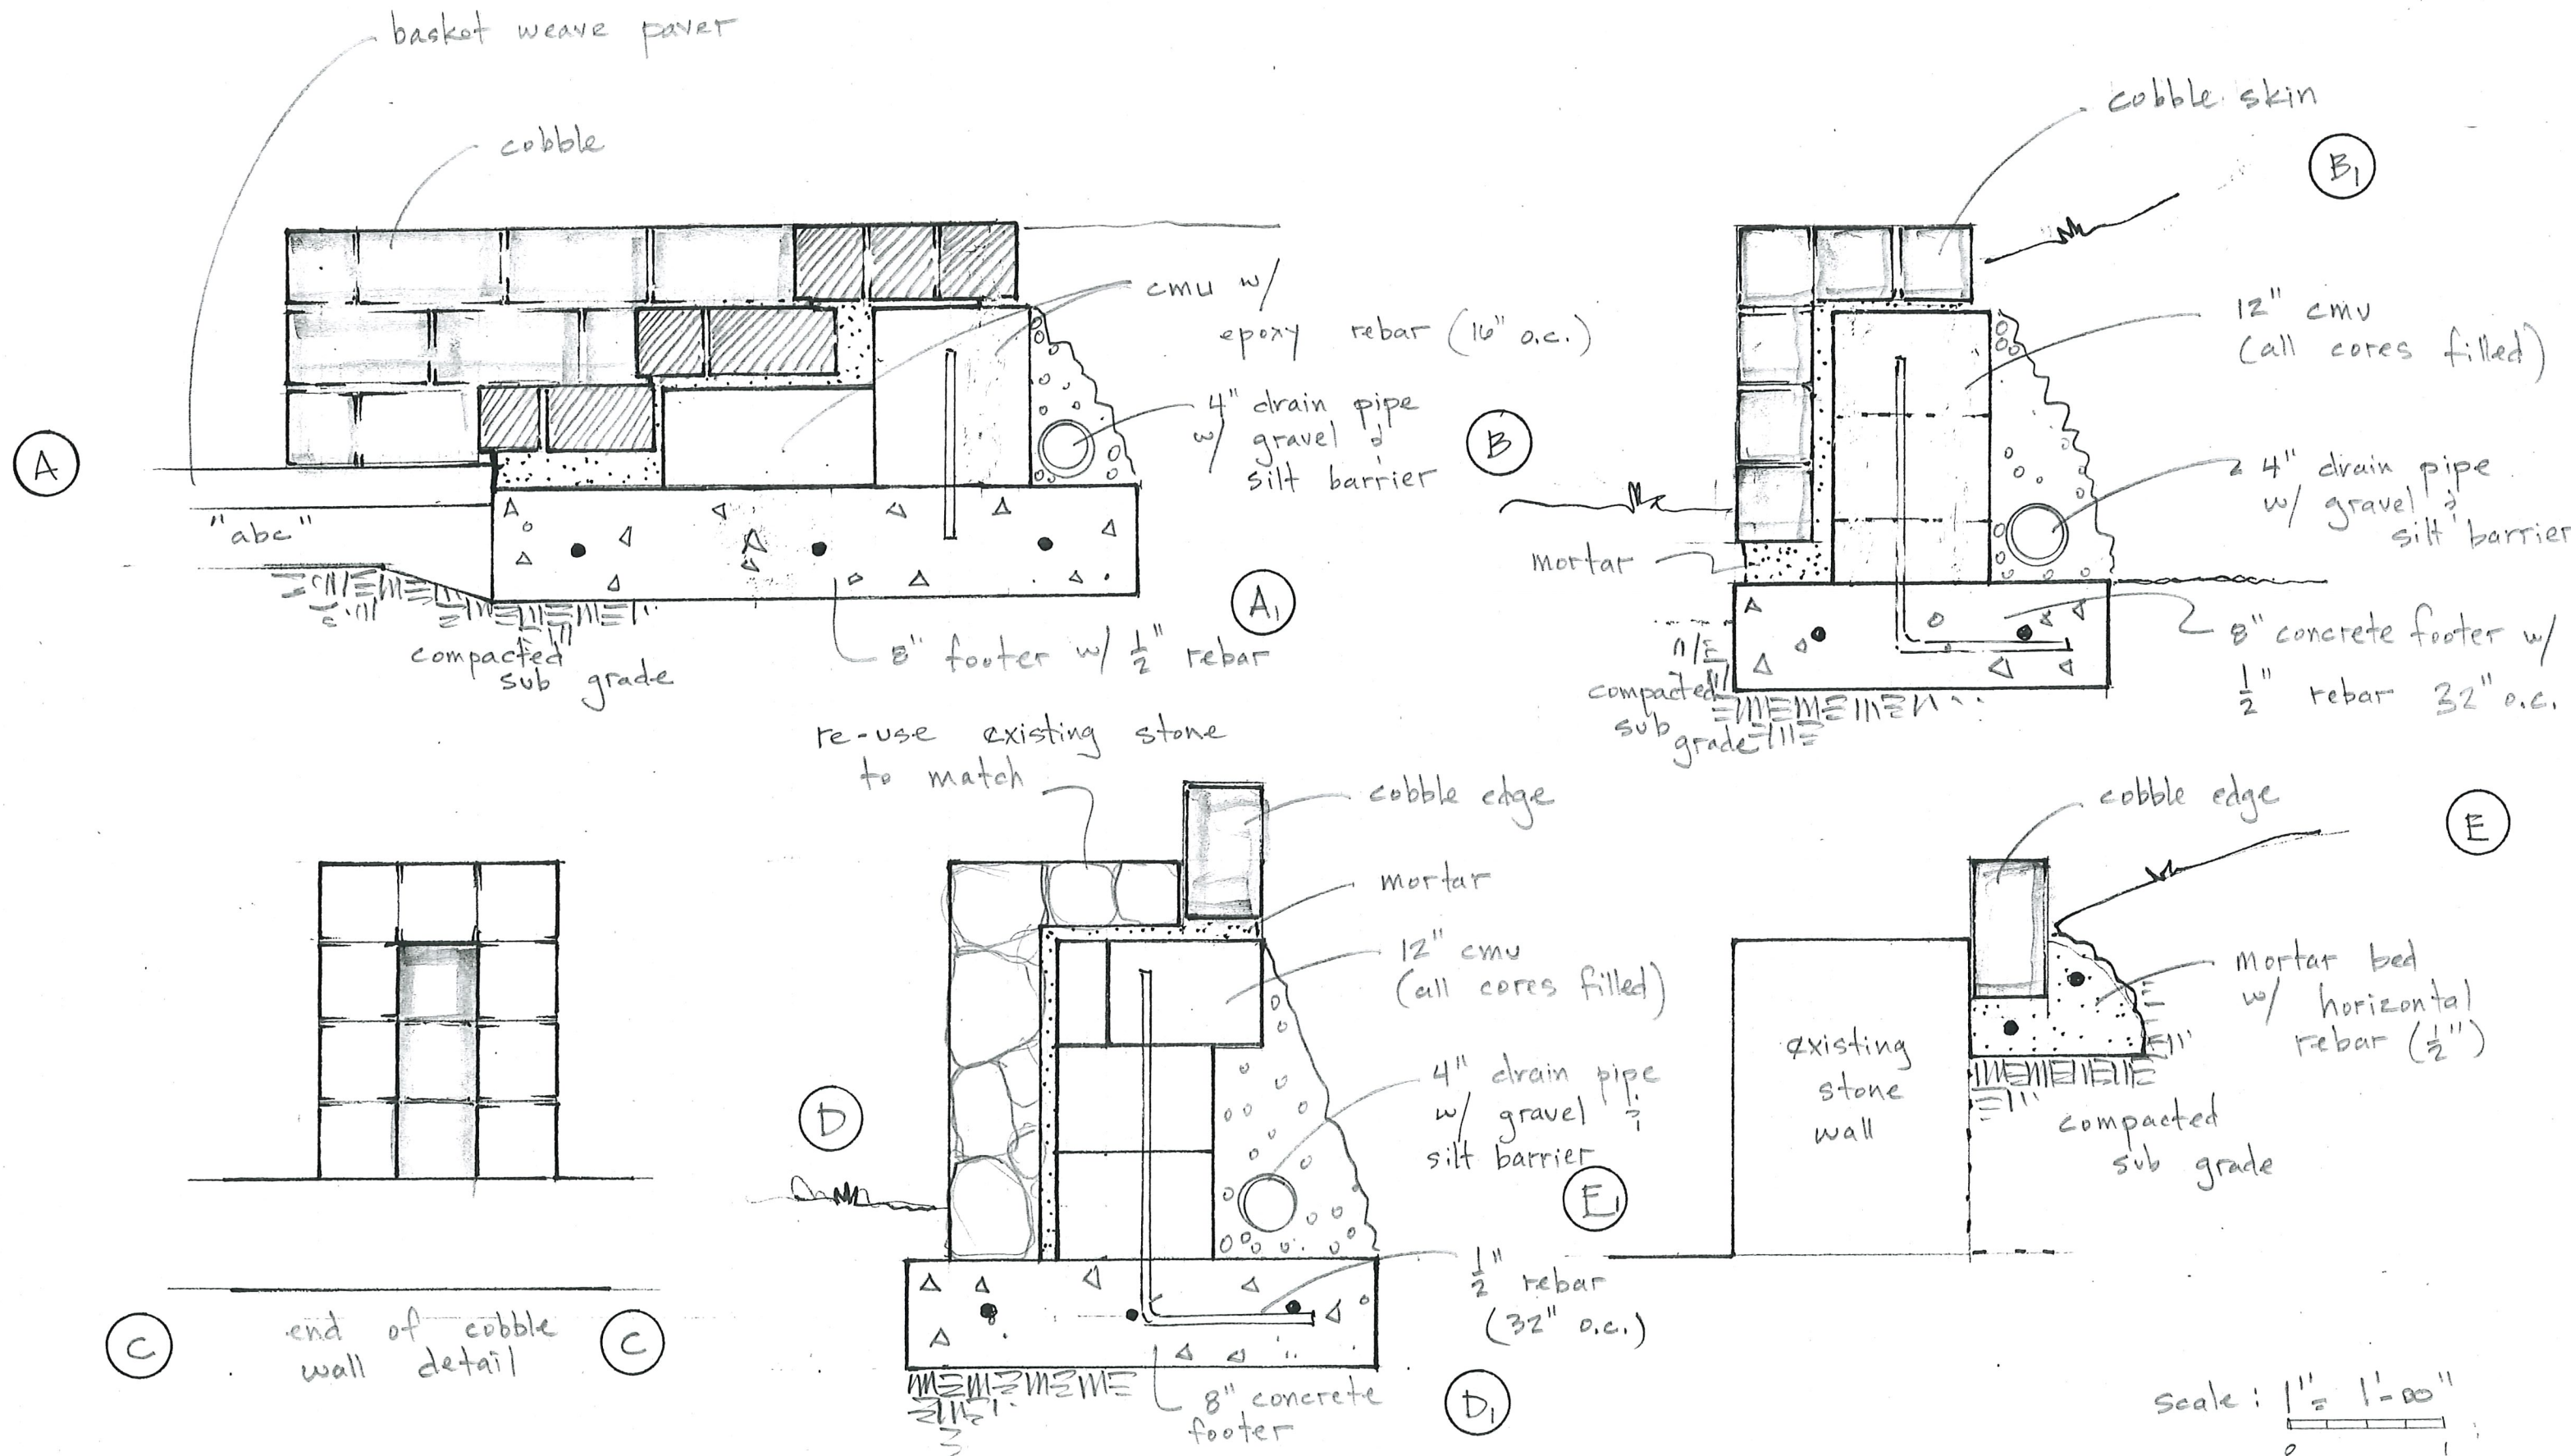 basket weave paver
cobble
cmu w/
epoxy rebar (16" o.c.)
4" drain pipe
w/ gravel &
silt barrier
A
"abc"
compacted
sub grade
8" footer w/ 1/2" rebar
A1
cobble skin
B1
12" cmu
(all cores filled)
B
4" drain pipe
w/ gravel &
silt barrier
mortar
compacted
sub
grade
8" concrete footer w/
1/2" rebar 32" o.c.
C
end of cobble
wall detail
C
re-use existing stone
to match
cobble edge
mortar
12" cmu
(all cores filled)
4" drain pipe
w/ gravel &
silt barrier
D
1/2" rebar
(32" o.c.)
8" concrete
footer
D1
cobble edge
E
mortar bed
w/ horizontal
rebar (1/2")
existing
stone
wall
compacted
sub grade
E1
scale: 1" = 1'-00"
0 1